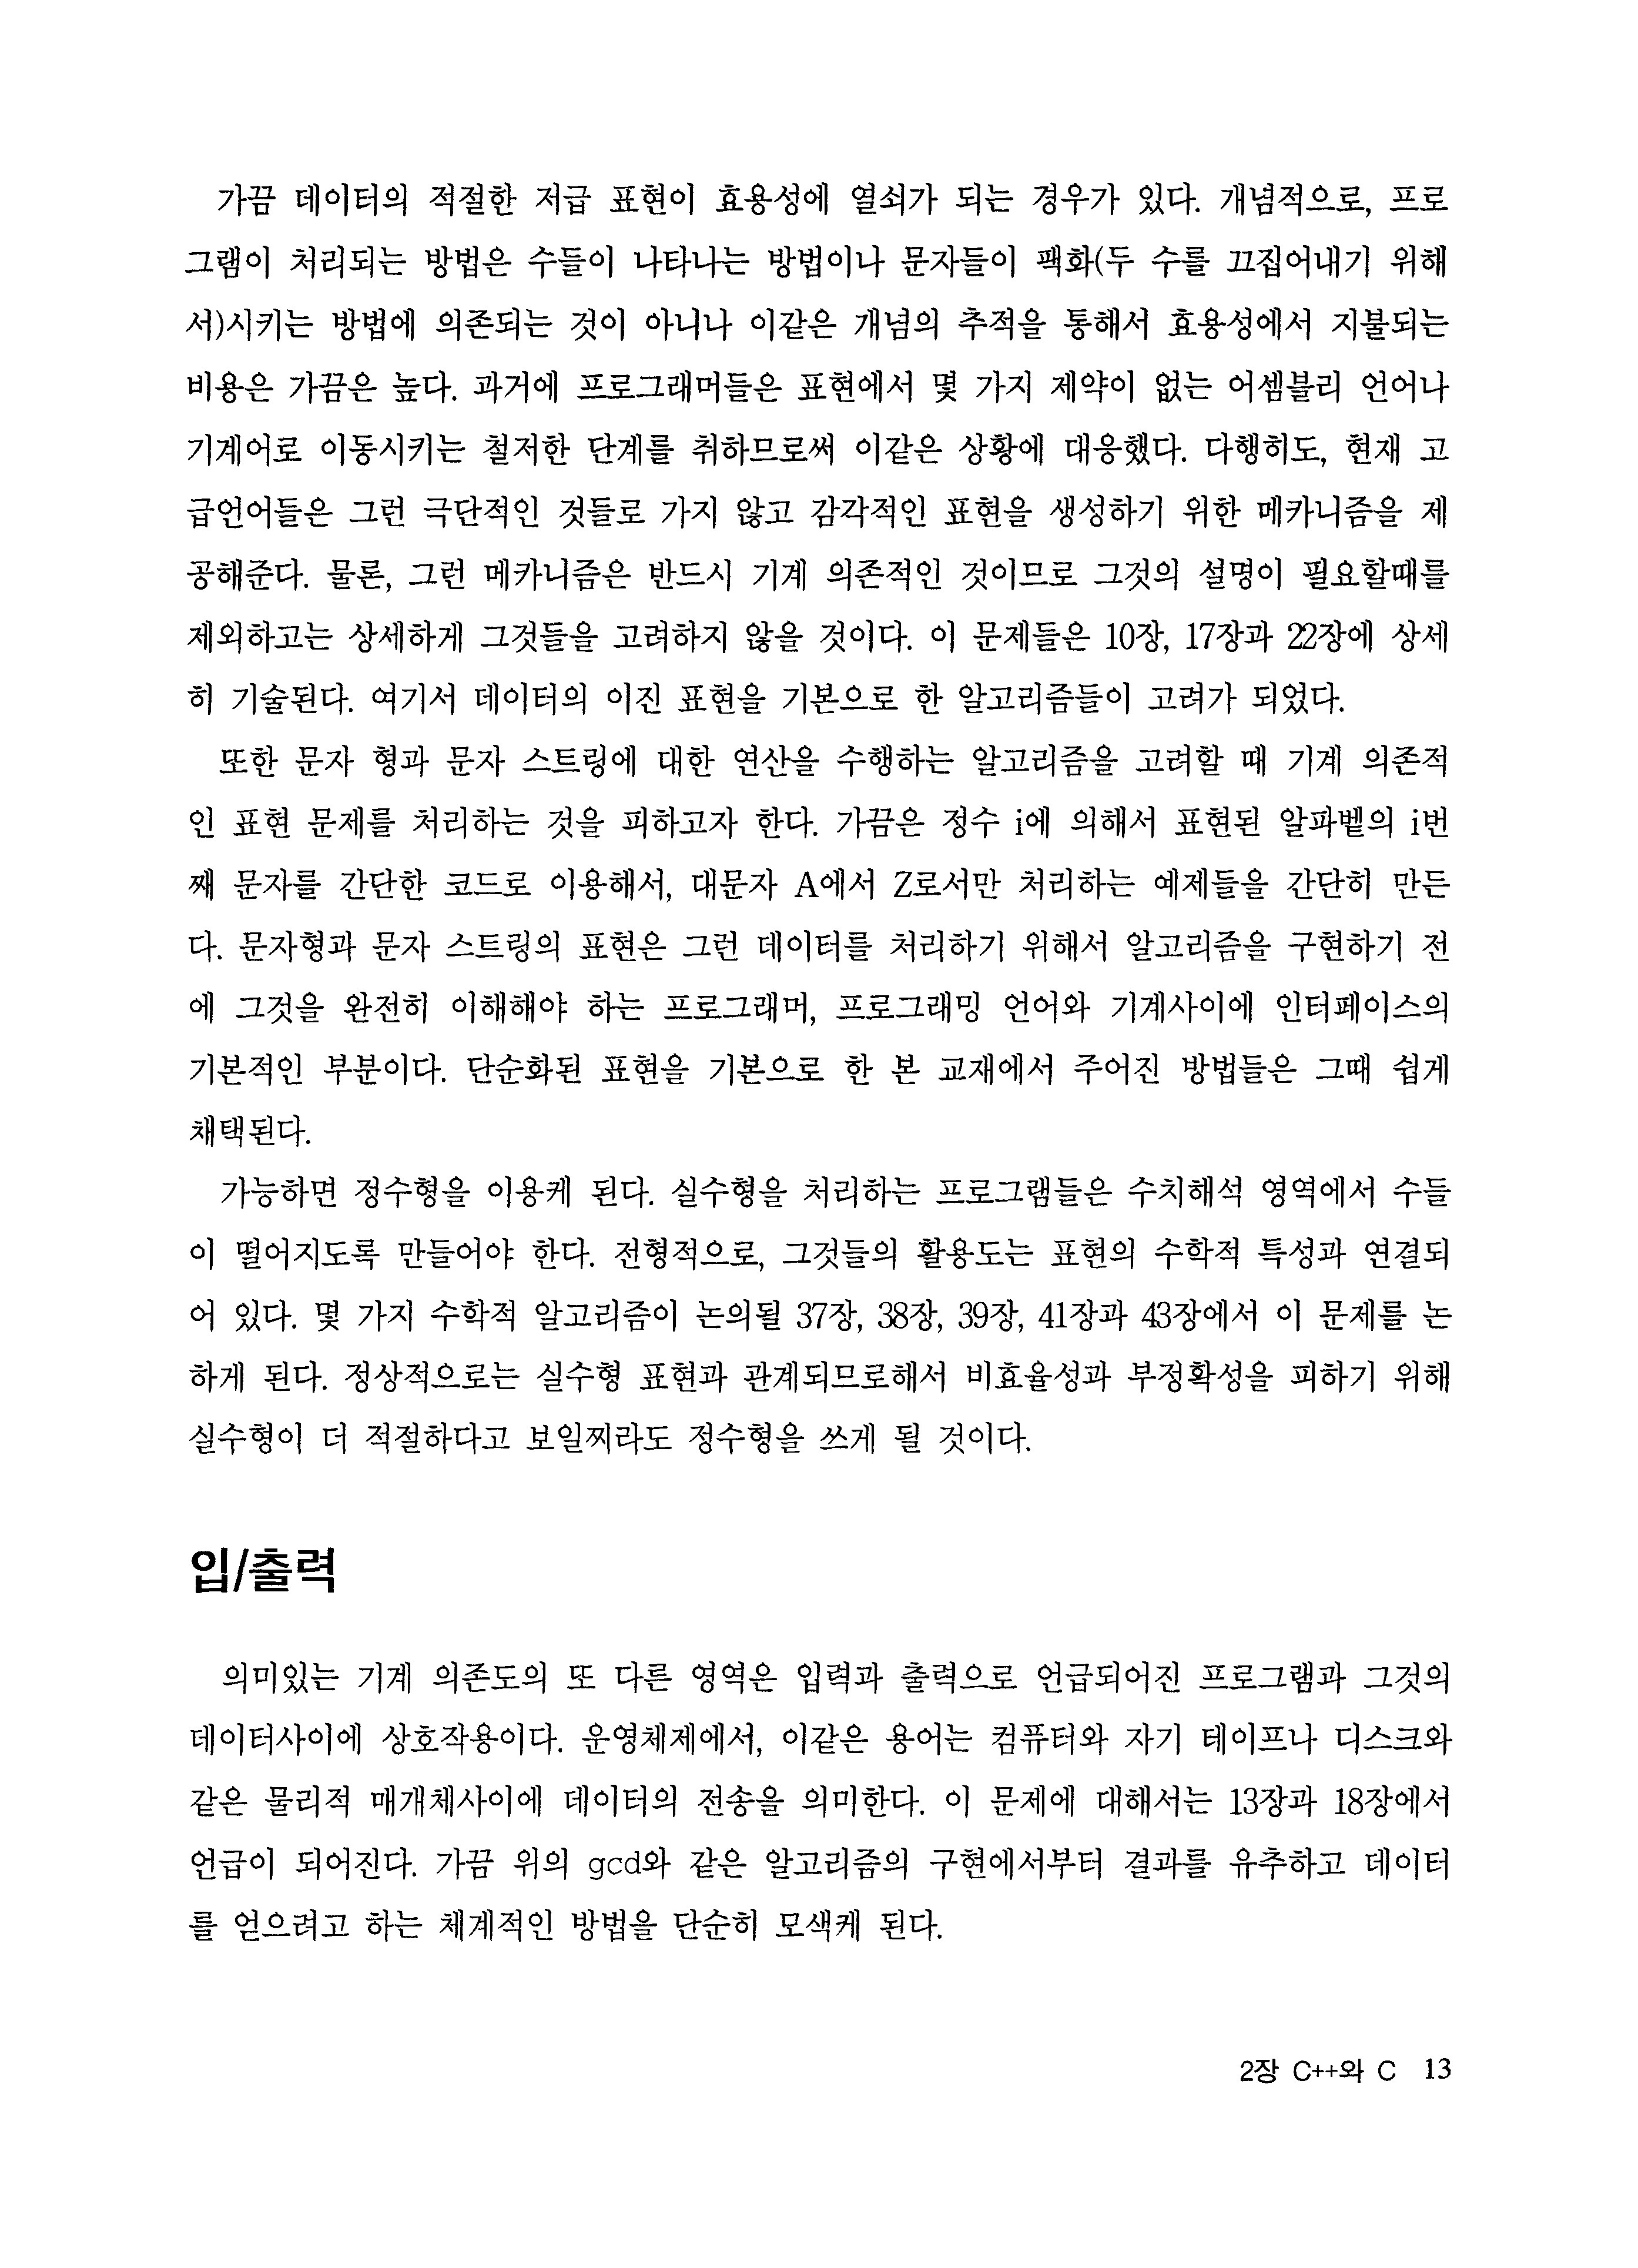 가끔 데이터의 적절한 저급 표현이 효용성에 열쇠가 되는 경우가 있다. 개념적으로, 프로
그램이 처리되는 방법은 수들이 나타나는 방법이나 문자들이 팩화(두 수를 끄집어내기 위해
서)시키는 방법에 의존되는 것이 아니나 이같은 개념의 추적을 통해서 효용성에서 지불되는
비용은 가끔은 높다. 과거에 프로그래머들은 표현에서 몇 가지 제약이 없는 어셈블리 언어나
기계어로 이동시키는 철저한 단계를 취하므로써 이같은 상황에 대응했다. 다행히도, 현재 고
급언어들은 그런 극단적인 것들로 가지 않고 감각적인 표현을 생성하기 위한 메카니즘을 제
공해준다. 물론, 그런 메카니즘은 반드시 기계 의존적인 것이므로 그것의 설명이 필요할때를
제외하고는 상세하게 그것들을 고려하지 않을 것이다. 이 문제들은 10장, 17장과 22장에 상세
히 기술된다. 여기서 데이터의 이진 표현을 기본으로 한 알고리즘들이 고려가 되었다.
또한 문자 형과 문자 스트링에 대한 연산을 수행하는 알고리즘을 고려할 때 기계 의존적
인 표현 문제를 처리하는 것을 피하고자 한다. 가끔은 정수 i에 의해서 표현된 알파벹의 i번
째 문자를 간단한 코드로 이용해서, 대문자 A에서 Z로서만 처리하는 예제들을 간단히 만든
다. 문자형과 문자 스트링의 표현은 그런 데이터를 처리하기 위해서 알고리즘을 구현하기 전
에 그것을 완전히 이해해야 하는 프로그래머, 프로그래밍 언어와 기계사이에 인터페이스의
기본적인 부분이다. 단순화된 표현을 기본으로 한 본 교재에서 주어진 방법들은 그때 쉽게
채택된다.
가능하면 정수형을 이용케 된다. 실수형을 처리하는 프로그램들은 수치해석 영역에서 수들
이 떨어지도록 만들어야 한다. 전형적으로, 그것들의 활용도는 표현의 수학적 특성과 연결되
어 있다. 몇 가지 수학적 알고리즘이 논의될 37장, 38장, 39장, 41장과 43장에서 이 문제를 논
하게 된다. 정상적으로는 실수형 표현과 관계되므로해서 비효율성과 부정확성을 피하기 위해
실수형이 더 적절하다고 보일찌라도 정수형을 쓰게 될 것이다.
입/출력
의미있는 기계 의존도의 또 다른 영역은 입력과 출력으로 언급되어진 프로그램과 그것의
데이터사이에 상호작용이다. 운영체제에서, 이같은 용어는 컴퓨터와 자기 테이프나 디스크와
같은 물리적 매개체사이에 데이터의 전송을 의미한다. 이 문제에 대해서는 13장과 18장에서
언급이 되어진다. 가끔 위의 gcd와 같은 알고리즘의 구현에서부터 결과를 유추하고 데이터
를 얻으려고 하는 체계적인 방법을 단순히 모색케 된다.
2장 C++와 C 13